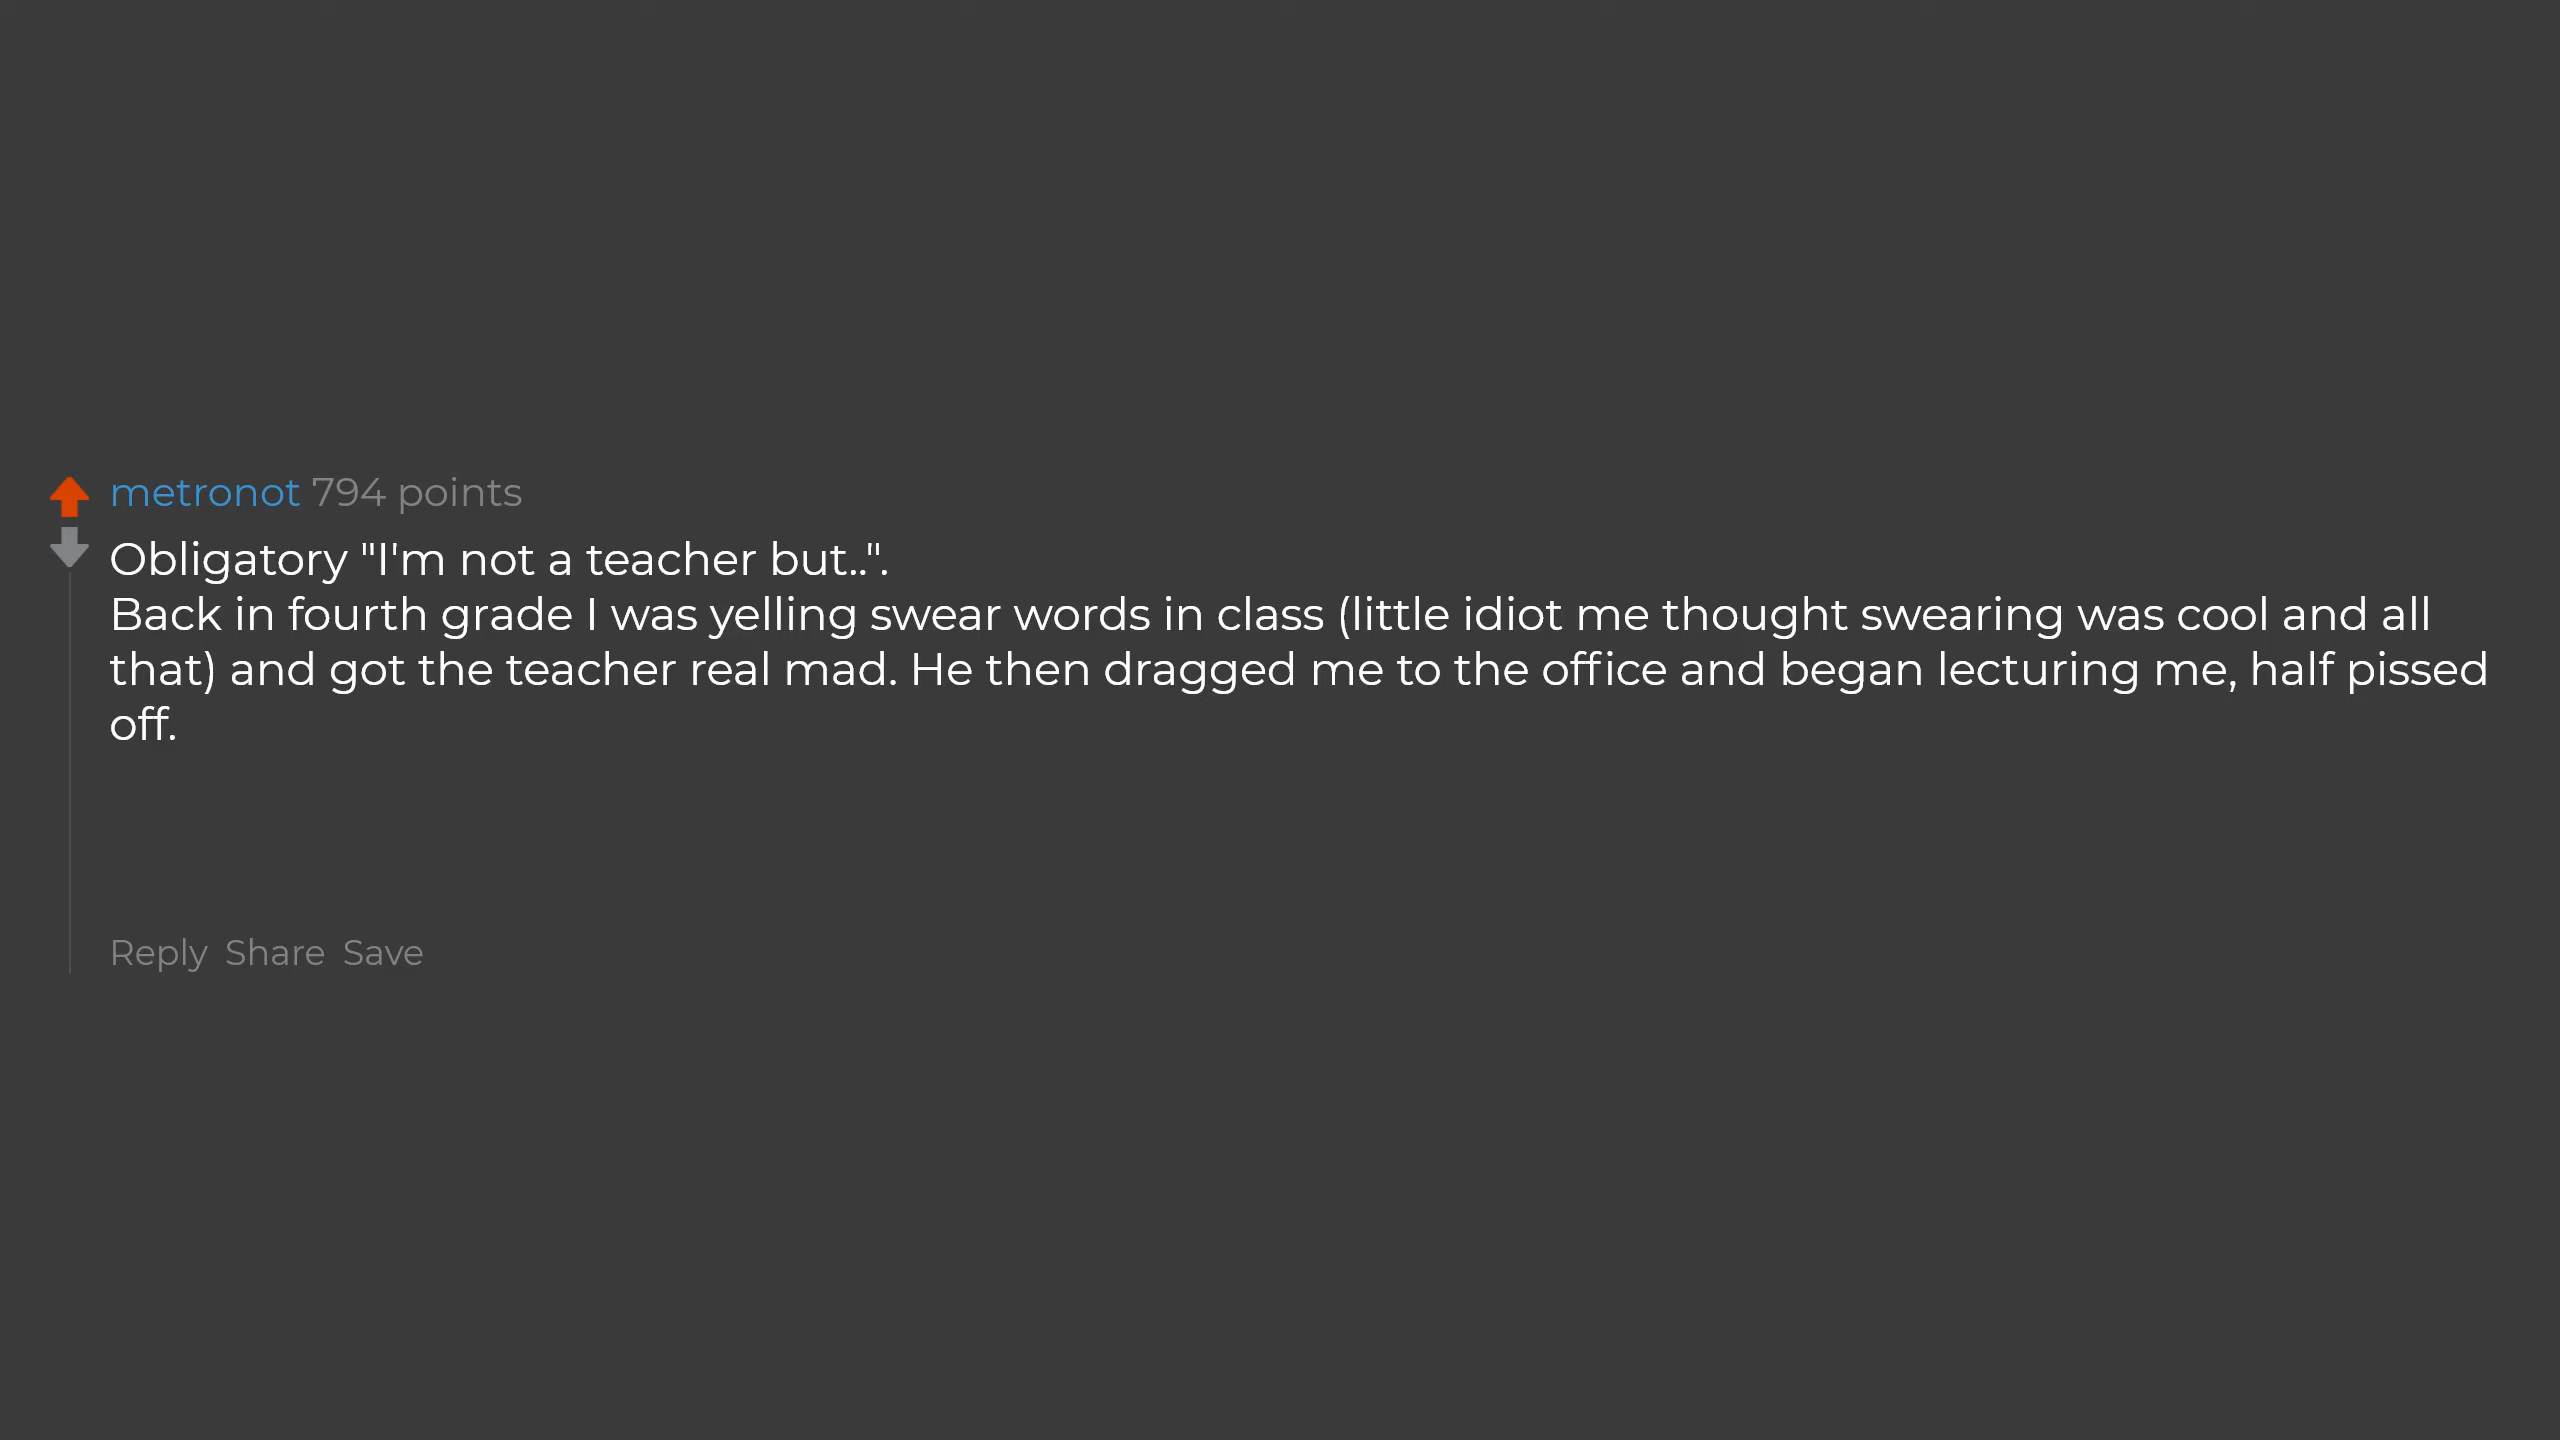 metronot 794 points
Obligatory "I'm not a teacher but..".
Back in fourth grade I was yelling swear words in class (little idiot me thought swearing was cool and all
that) and got the teacher real mad. He then dragged me to the office and began lecturing me, half pissed
off.
Reply Share Save